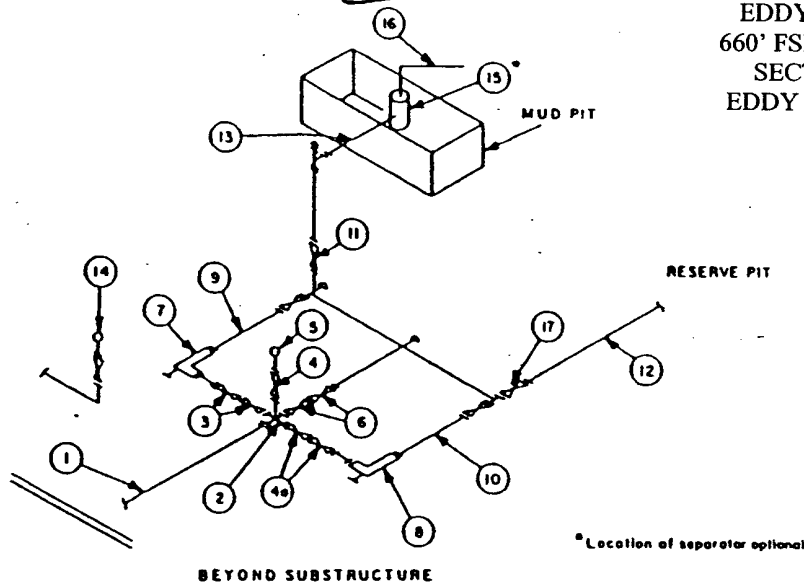 EDDY
660' FS
SECT
EDDY
16
15 *
MUD PIT
13
11
RESERVE PIT
14
9
7
5
17
4
12
3
6
1
10
2
4a
8
* Location of separator optional
BEYOND SUBSTRUCTURE